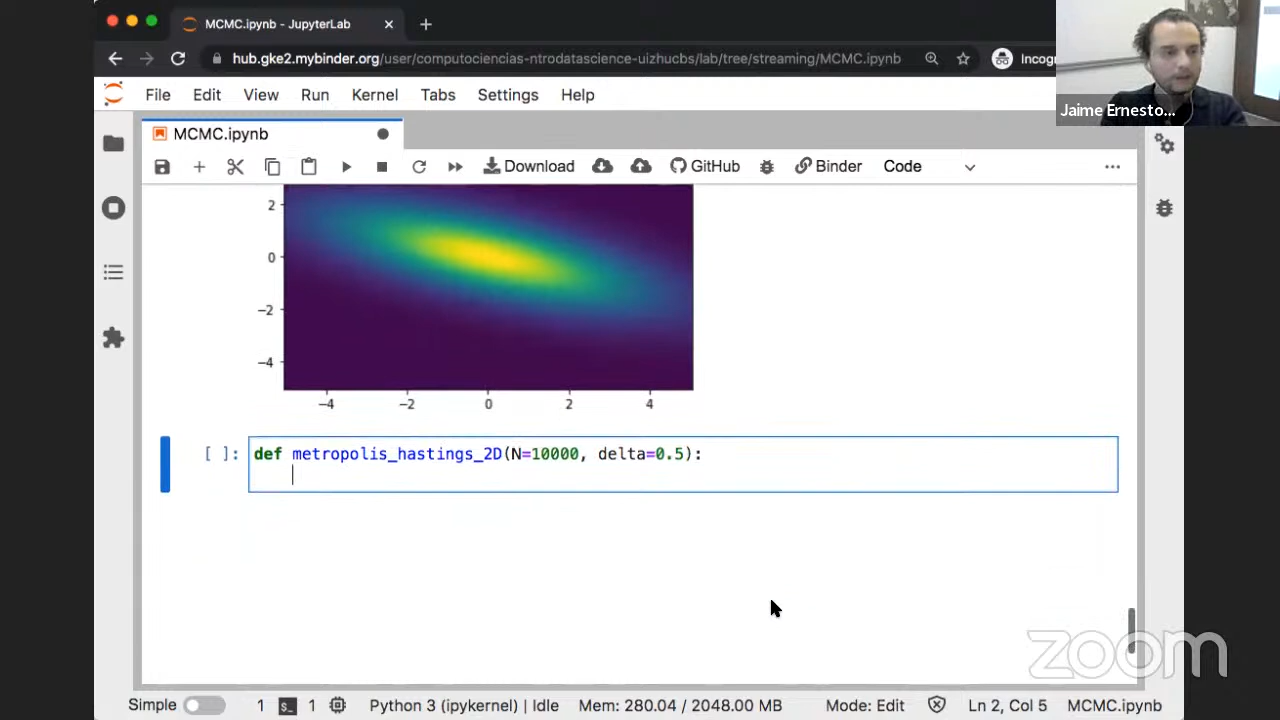 MCMC.ipynb - JupyterLab
hub.gke2.mybinder.org/user/computociencias-ntrodatascience-uizhucbs/lab/tree/streaming/MCMC.ipynb
Incog
Jaime Ernesto...
File Edit View Run Kernel Tabs Settings Help
MCMC.ipynb
Download GitHub Binder Code
2
0
−2
−4
−4 −2 0 2 4
[ ]: def metropolis_hastings_2D(N=10000, delta=0.5):
zoom
Simple 1 1 Python 3 (ipykernel) | Idle Mem: 280.04 / 2048.00 MB Mode: Edit Ln 2, Col 5 MCMC.ipynb